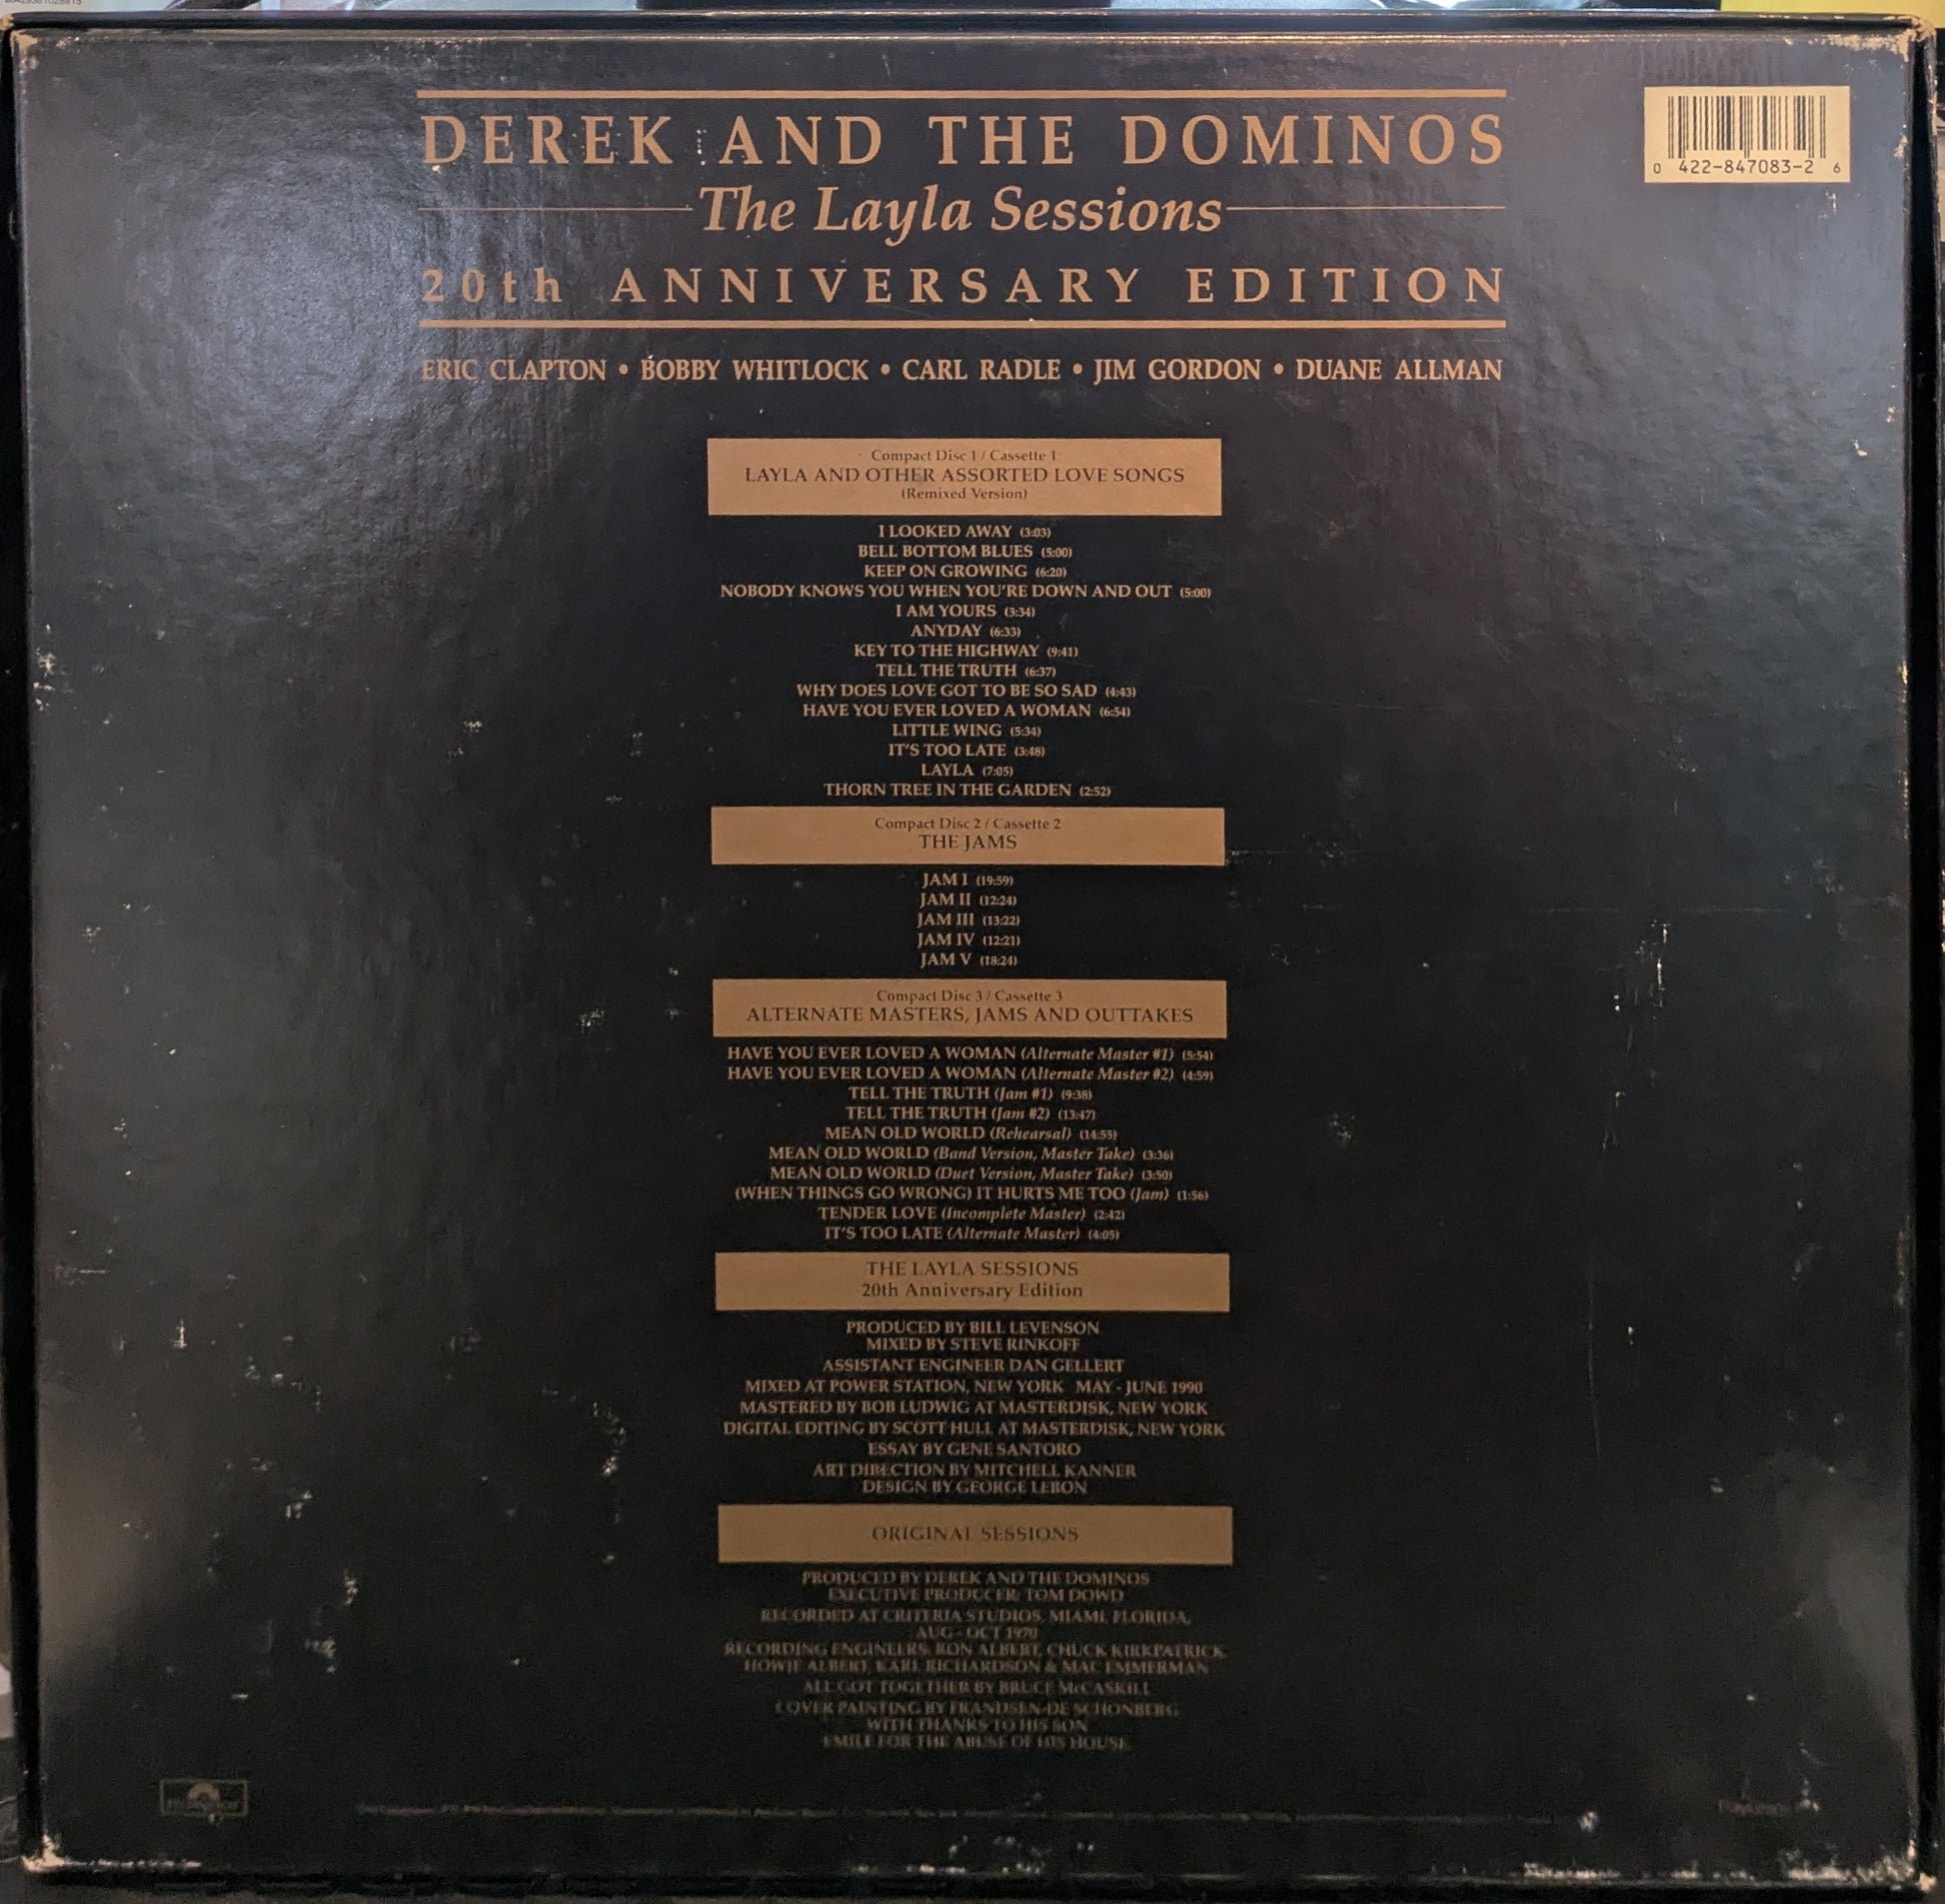 DEREK AND THE DOMINOS
The Layla Sessions
20th ANNIVERSARY EDITION
0 422-847083-2 6
ERIC CLAPTON • BOBBY WHITLOCK • CARL RADLE • JIM GORDON • DUANE ALLMAN
Compact Disc 1 / Cassette 1
LAYLA AND OTHER ASSORTED LOVE SONGS
(Remixed Version)
I LOOKED AWAY (3:03)
BELL BOTTOM BLUES (5:00)
KEEP ON GROWING (6:20)
NOBODY KNOWS YOU WHEN YOU'RE DOWN AND OUT (5:00)
I AM YOURS (3:34)
ANYDAY (6:33)
KEY TO THE HIGHWAY (9:41)
TELL THE TRUTH (6:37)
WHY DOES LOVE GOT TO BE SO SAD (4:43)
HAVE YOU EVER LOVED A WOMAN (6:54)
LITTLE WING (5:34)
IT'S TOO LATE (3:48)
LAYLA (7:05)
THORN TREE IN THE GARDEN (2:52)
Compact Disc 2 / Cassette 2
THE JAMS
JAM I (19:59)
JAM II (12:24)
JAM III (13:22)
JAM IV (12:21)
JAM V (18:24)
Compact Disc 3 / Cassette 3
ALTERNATE MASTERS, JAMS AND OUTTAKES
HAVE YOU EVER LOVED A WOMAN (Alternate Master #1) (5:54)
HAVE YOU EVER LOVED A WOMAN (Alternate Master #2) (4:59)
TELL THE TRUTH (Jam #1) (9:38)
TELL THE TRUTH (Jam #2) (13:47)
MEAN OLD WORLD (Rehearsal) (14:55)
MEAN OLD WORLD (Band Version, Master Take) (3:36)
MEAN OLD WORLD (Duet Version, Master Take) (3:50)
(WHEN THINGS GO WRONG) IT HURTS ME TOO (Jam) (1:56)
TENDER LOVE (Incomplete Master) (2:42)
IT'S TOO LATE (Alternate Master) (4:05)
THE LAYLA SESSIONS
20th Anniversary Edition
PRODUCED BY BILL LEVENSON
MIXED BY STEVE RINKOFF
ASSISTANT ENGINEER DAN GELLERT
MIXED AT POWER STATION, NEW YORK MAY - JUNE 1990
MASTERED BY BOB LUDWIG AT MASTERDISK, NEW YORK
DIGITAL EDITING BY SCOTT HULL AT MASTERDISK, NEW YORK
ESSAY BY GENE SANTORO
ART DIRECTION BY MITCHELL KANNER
DESIGN BY GEORGE LEBON
ORIGINAL SESSIONS
PRODUCED BY DEREK AND THE DOMINOS
EXECUTIVE PRODUCER: TOM DOWD
RECORDED AT CRITERIA STUDIOS, MIAMI, FLORIDA,
AUG - OCT 1970
RECORDING ENGINEERS: RON ALBERT, CHUCK KIRKPATRICK
HOWIE ALBERT, KARL RICHARDSON & MAC EMMERMAN
ALL GOT TOGETHER BY BRUCE McCASKILL
COVER PAINTING BY FRANDSEN-DE SCHONBERG
WITH THANKS TO HIS SON
EMILE FOR THE ABUSE OF HIS HOUSE